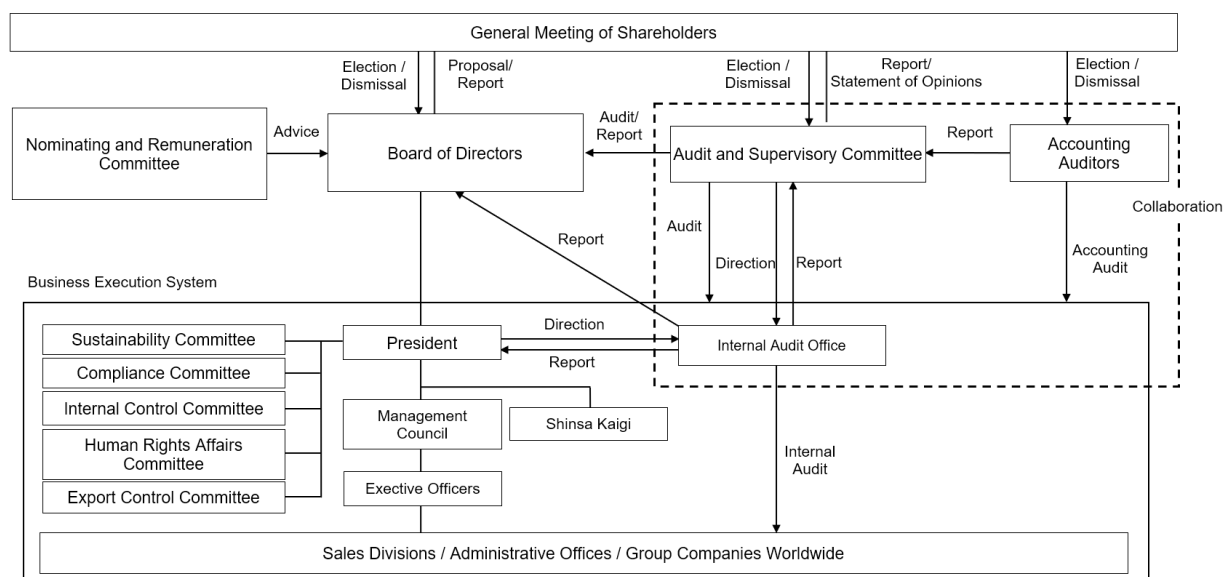 General Meeting of Shareholders
Election /
Dismissal
Proposal/
Report
Election /
Dismissal
Report/
Statement of Opinions
Election /
Dismissal
Nominating and Remuneration
Committee
Advice
Board of Directors
Audit/
Report
Audit and Supervisory Committee
Report
Accounting
Auditors
Collaboration
Report
Audit
Direction
Report
Accounting
Audit
Business Execution System
Sustainability Committee
Compliance Committee
Internal Control Committee
Human Rights Affairs
Committee
Export Control Committee
President
Direction
Report
Internal Audit Office
Management
Council
Shinsa Kaigi
Exective Officers
Internal
Audit
Sales Divisions / Administrative Offices / Group Companies Worldwide